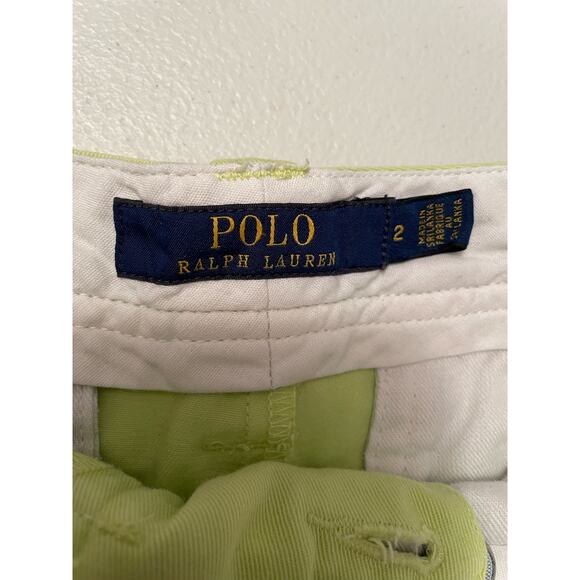 POLO
RALPH LAUREN
2
MADE IN
SRI LANKA
FABRIQUE
AU
SRI LANKA